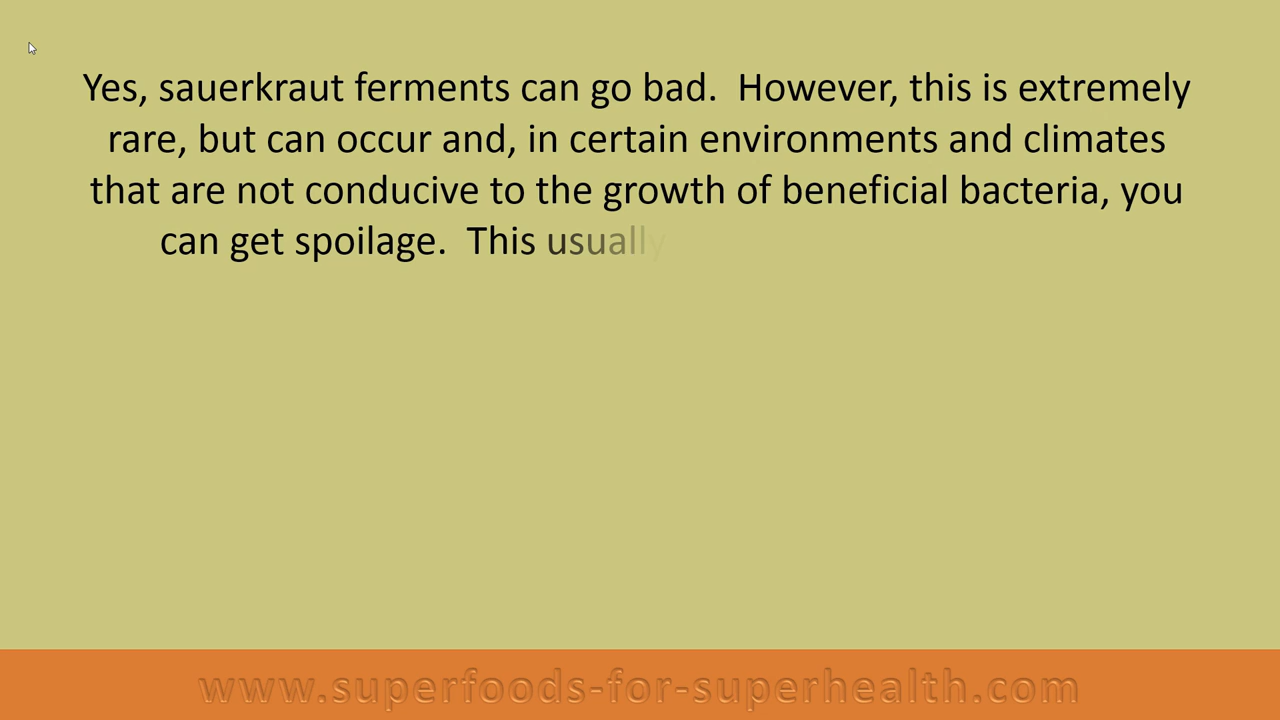 Yes, sauerkraut ferments can go bad.  However, this is extremely
rare, but can occur and, in certain environments and climates
that are not conducive to the growth of beneficial bacteria, you
can get spoilage.  This usually
www.superfoods-for-superhealth.com